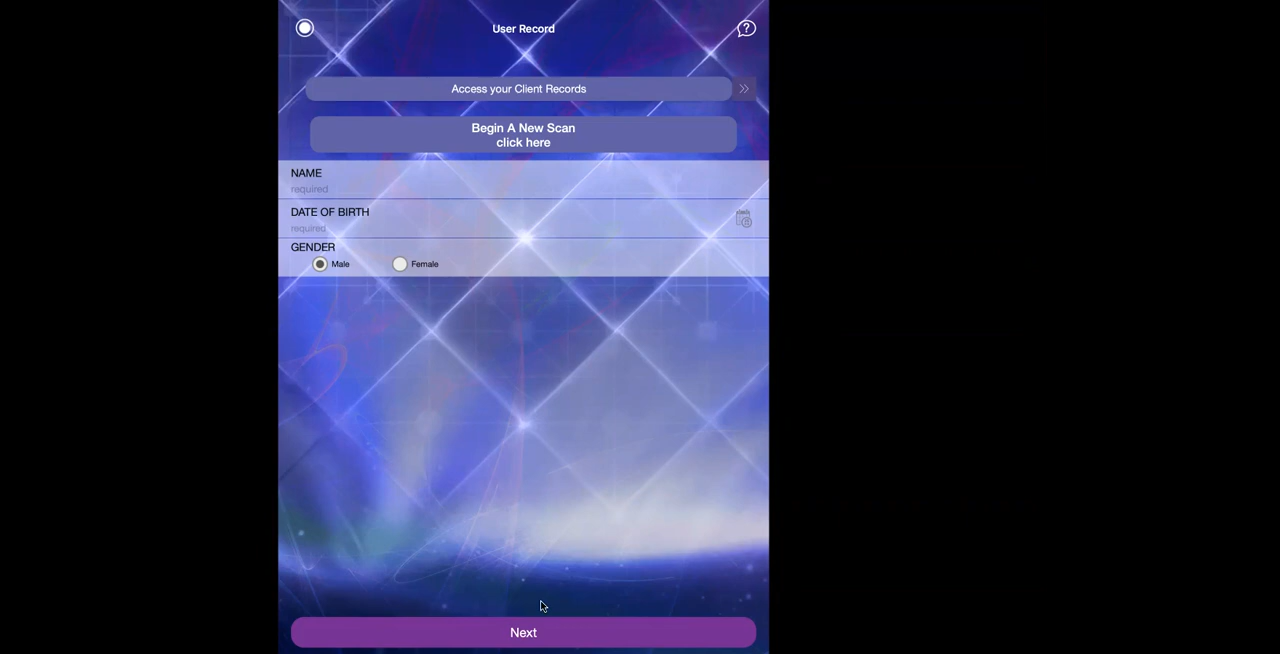 User Record
?
Access your Client Records
Begin A New Scan
click here
NAME
required
DATE OF BIRTH
required
GENDER
Male Female
Next